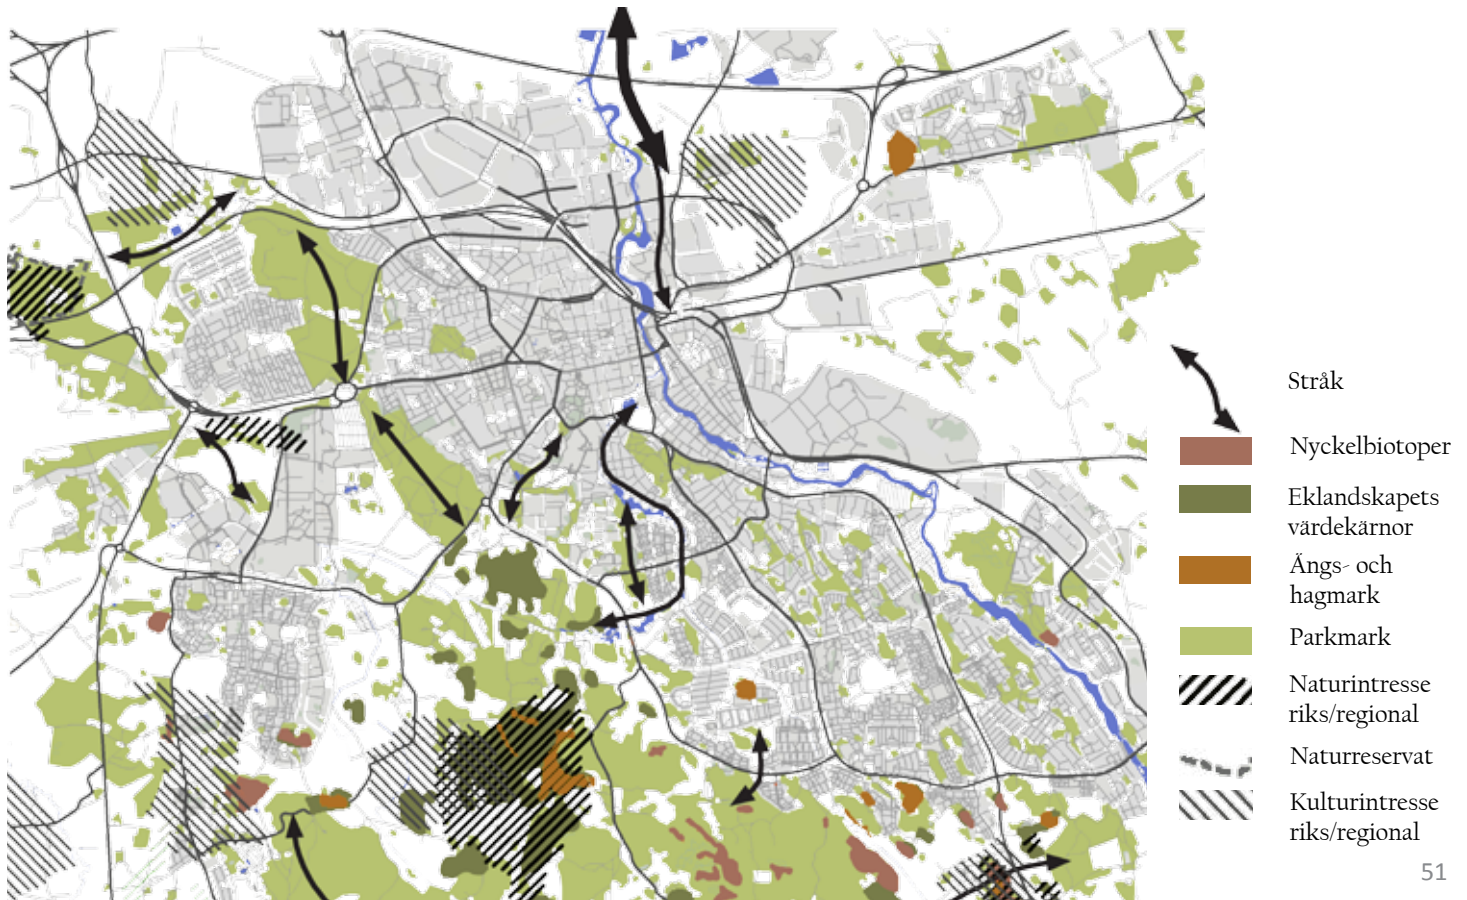 Stråk
Nyckelbiotoper
Eklandskapets
värdekärnor
Ängs- och
hagmark
Parkmark
Naturintresse
riks/regional
Naturreservat
Kulturintresse
riks/regional
51